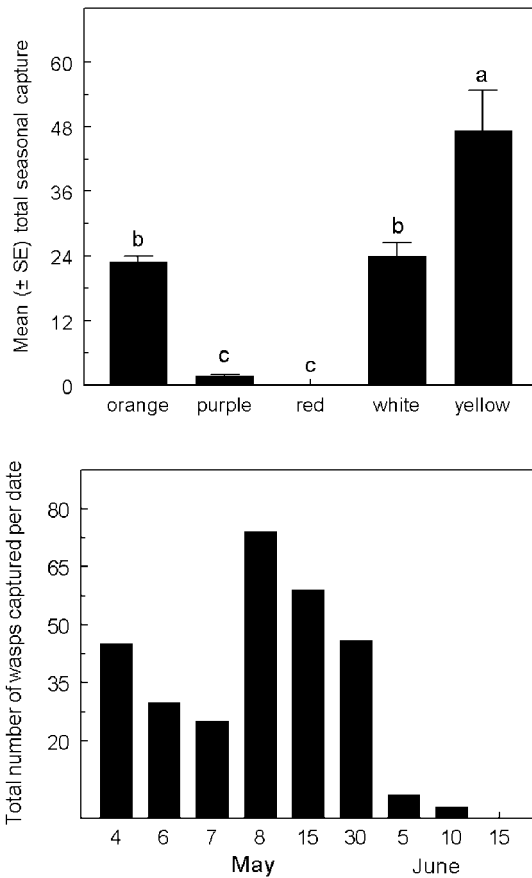 Mean (± SE) total seasonal capture
60
48
36
24
12
0
b
c
c
b
a
orange purple red white yellow
Total number of wasps captured per date
80
65
50
35
20
4 6 7 8 15 30 5 10 15
May June